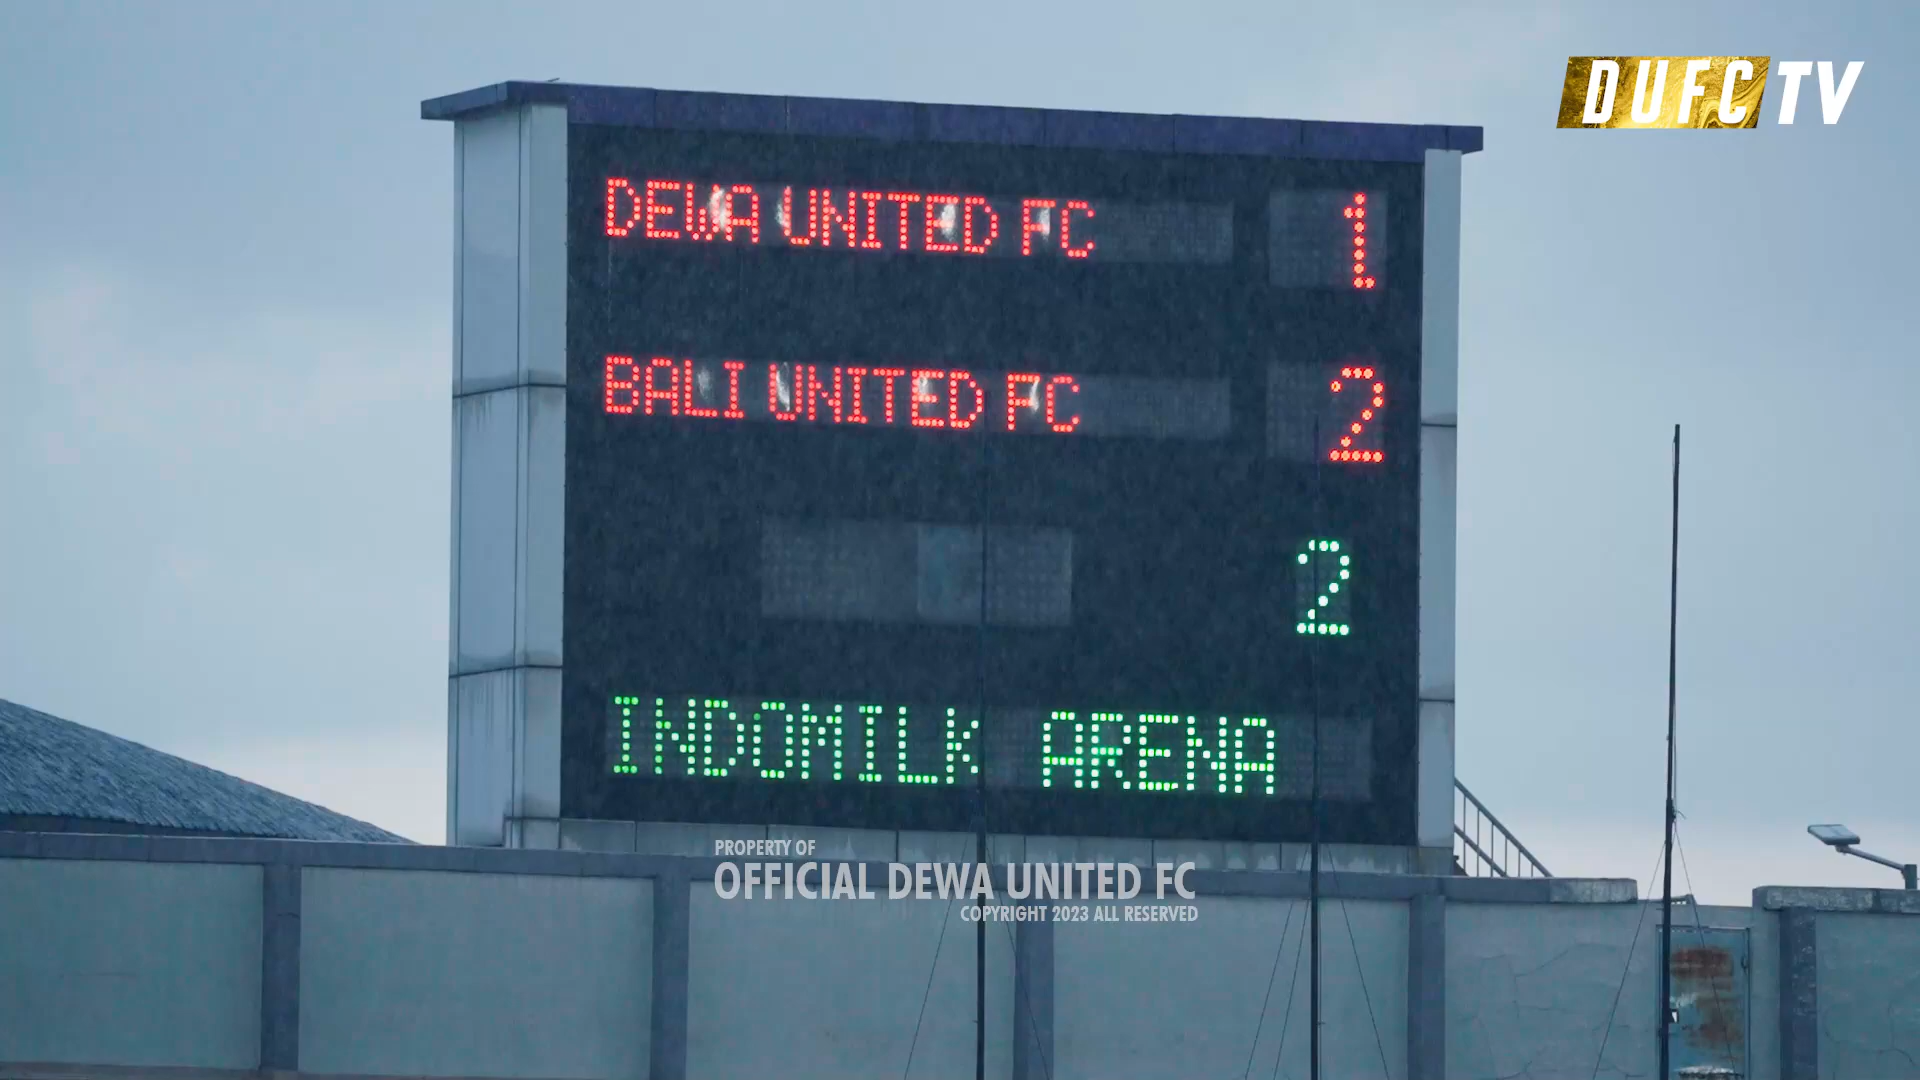 DUFC TV
DEWA UNITED FC 1
BALI UNITED FC 2
2
INDOMILK ARENA
PROPERTY OF
OFFICIAL DEWA UNITED FC
COPYRIGHT 2023 ALL RESERVED